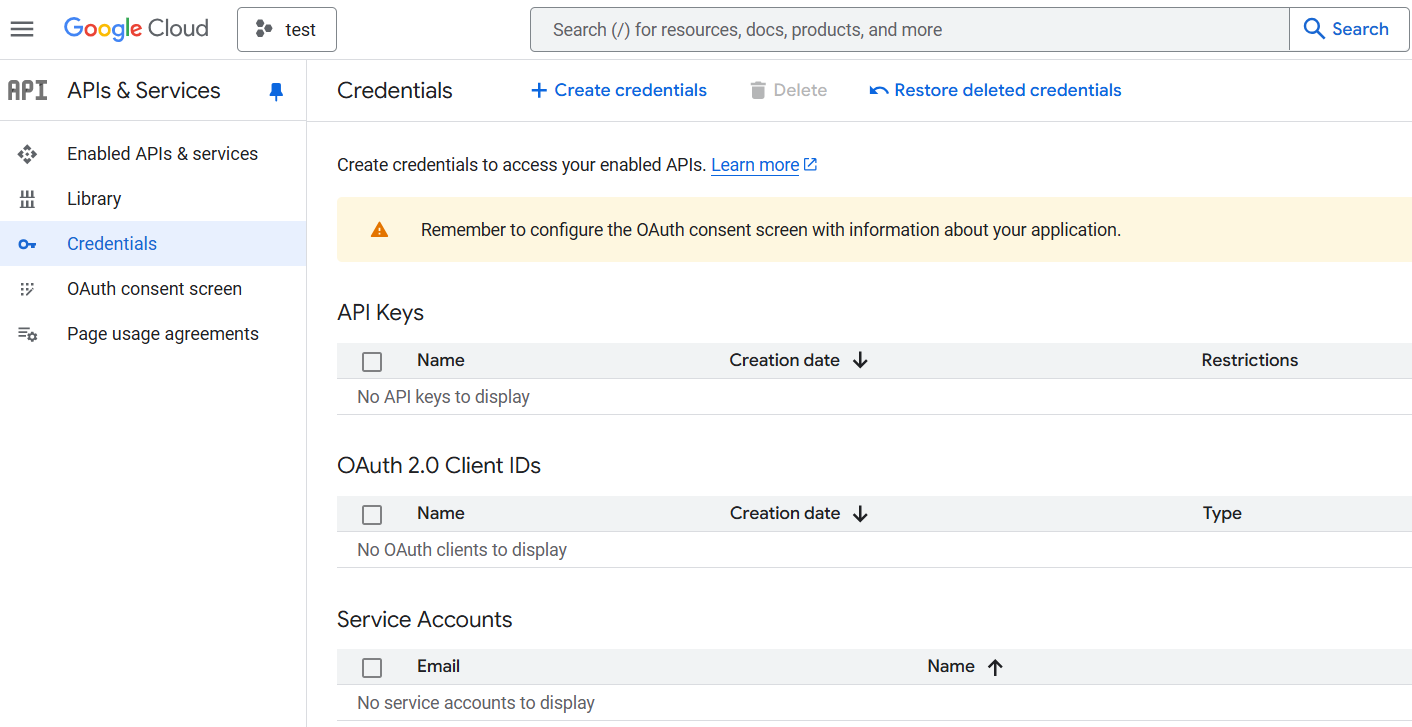 Google Cloud
test
Search (/) for resources, docs, products, and more
Search
API
APIs & Services
Credentials
Create credentials
Delete
Restore deleted credentials
Enabled APIs & services
Library
Credentials
OAuth consent screen
Page usage agreements
Create credentials to access your enabled APIs. Learn more
Remember to configure the OAuth consent screen with information about your application.
API Keys
Name Creation date Restrictions
No API keys to display
OAuth 2.0 Client IDs
Name Creation date Type
No OAuth clients to display
Service Accounts
Email Name
No service accounts to display